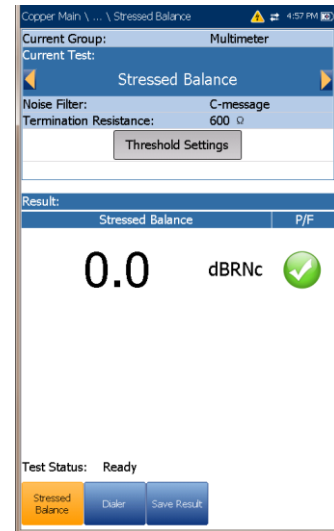 Copper Main \ ... \ Stressed Balance 4:57 PM
Current Group: Multimeter
Current Test:
Stressed Balance
Noise Filter: C-message
Termination Resistance: 600 Ω
Threshold Settings
Result:
Stressed Balance P/F
0.0 dBRNc
Test Status: Ready
Stressed
Balance
Dialer
Save Result